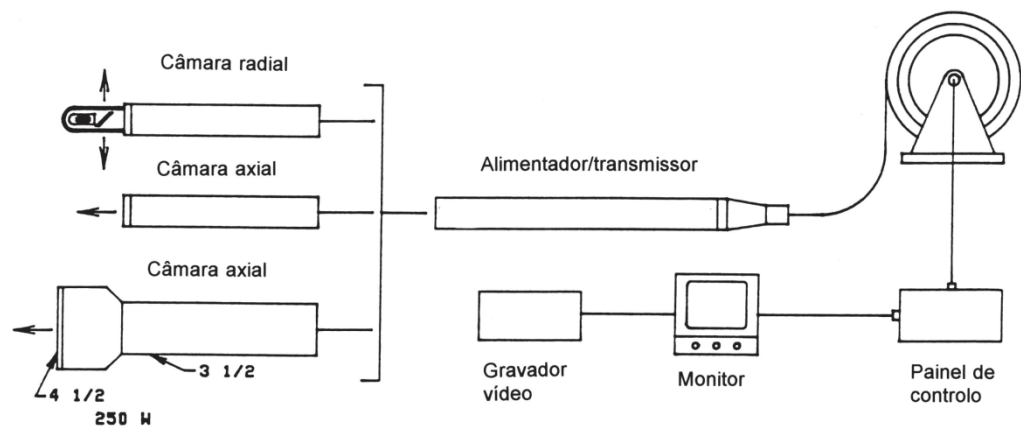 Câmara radial
Câmara axial
Alimentador/transmissor
Câmara axial
3 1/2
4 1/2
250 W
Gravador
vídeo
Monitor
Painel de
controlo